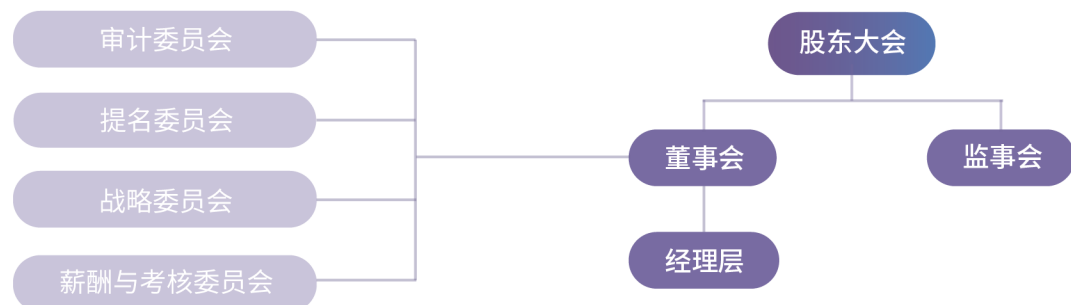 审计委员会
提名委员会
战略委员会
薪酬与考核委员会
股东大会
董事会
监事会
经理层